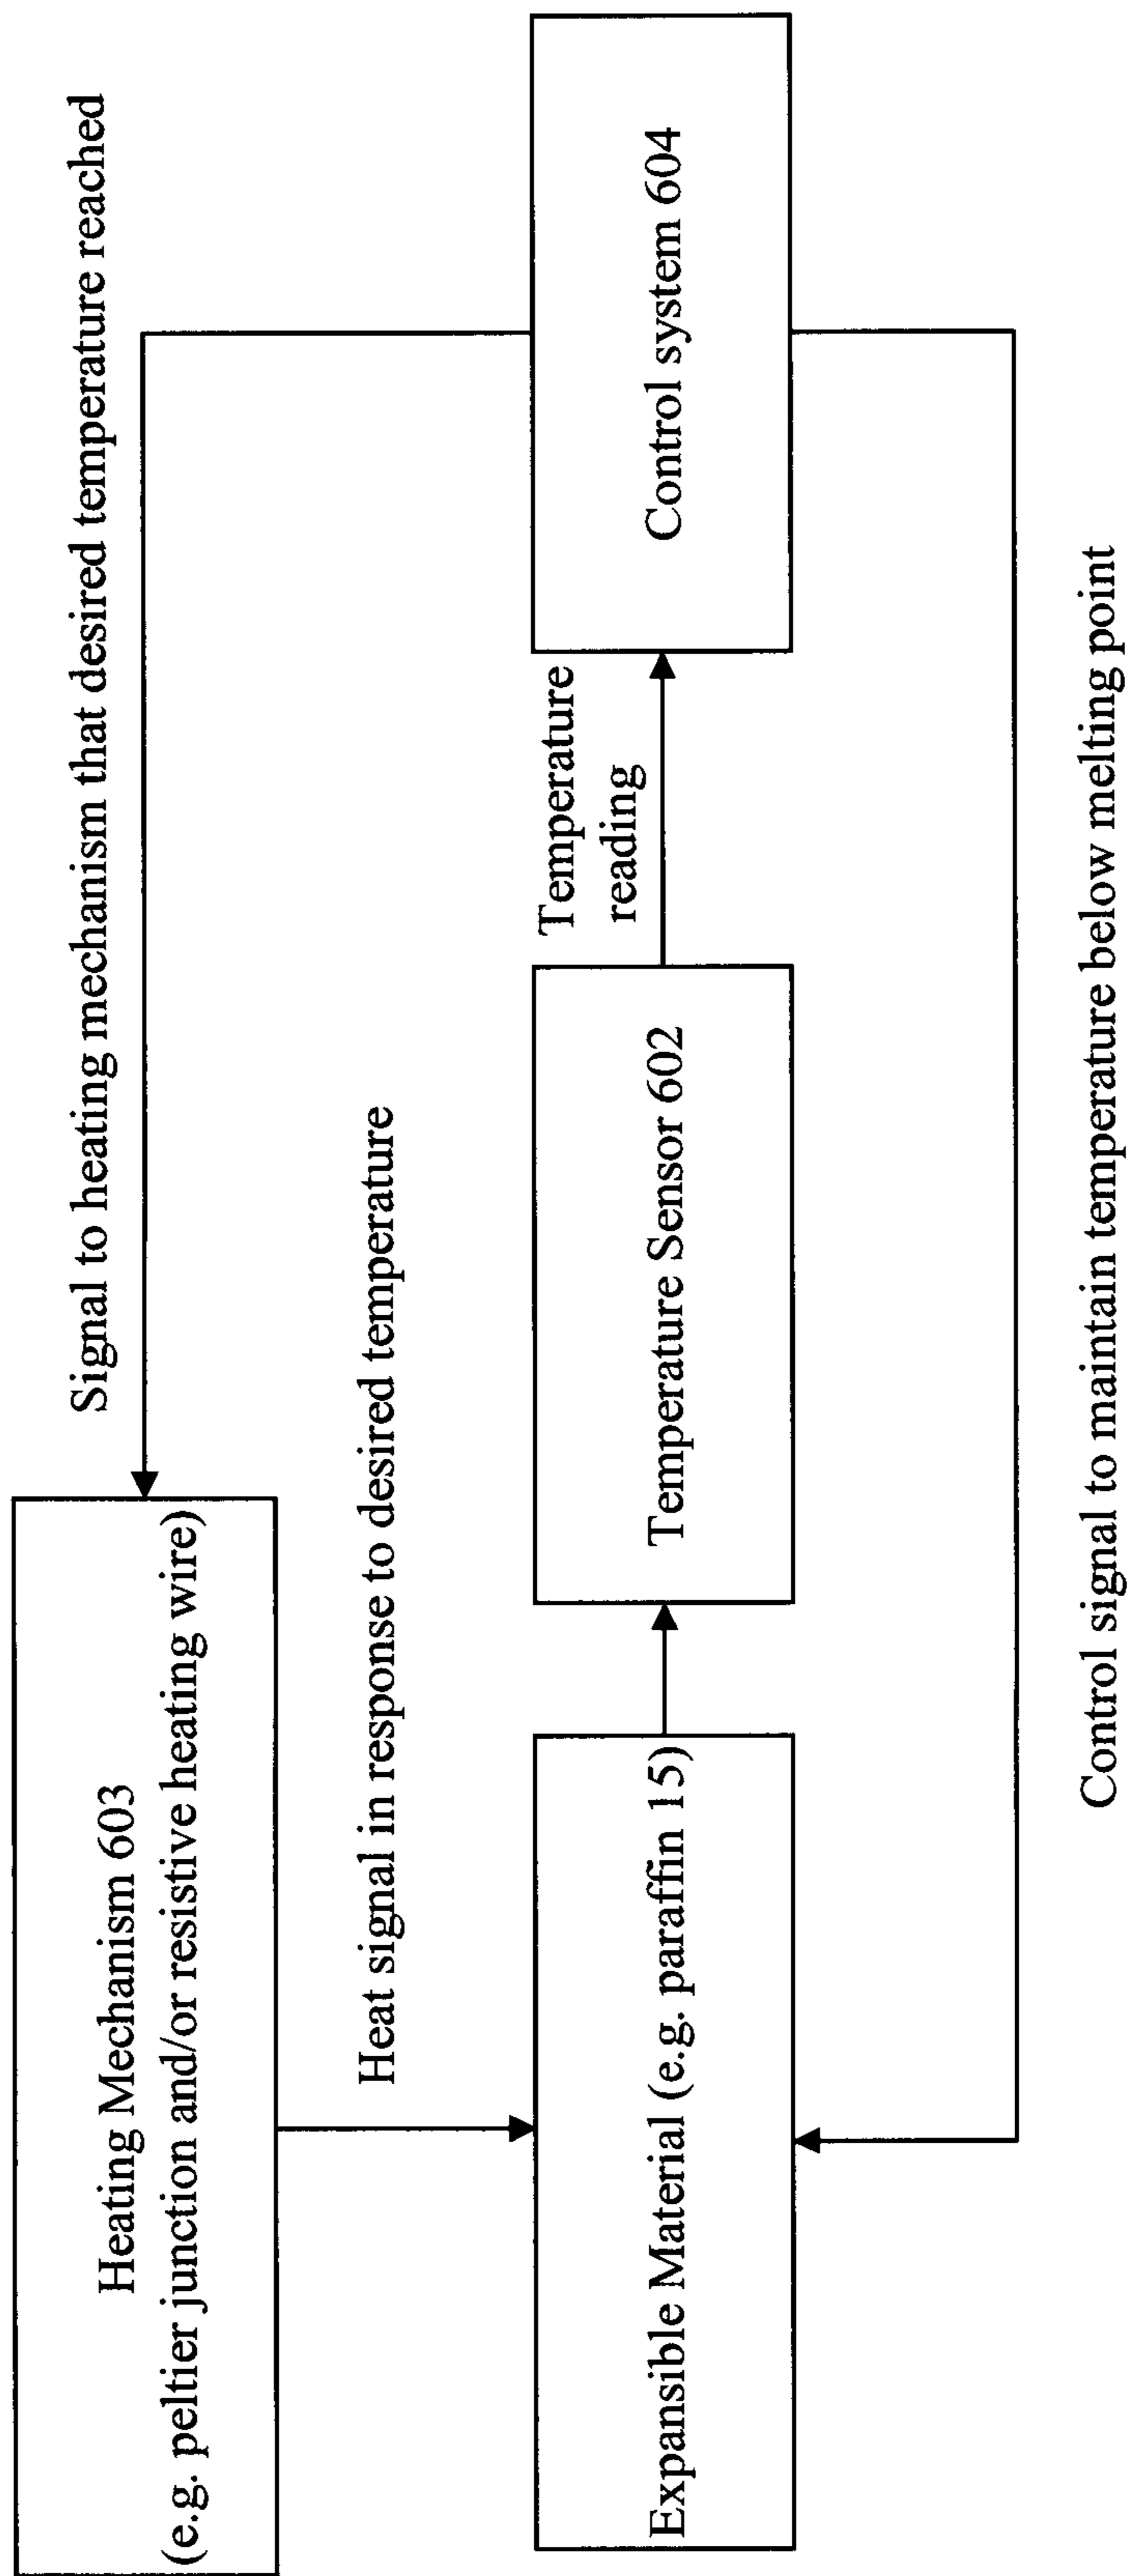 Heating Mechanism 603
(e.g. peltier junction and/or resistive heating wire)
Signal to heating mechanism that desired temperature reached
Heat signal in response to desired temperature
Expansible Material (e.g. paraffin 15)
Temperature Sensor 602
Temperature
reading
Control system 604
Control signal to maintain temperature below melting point